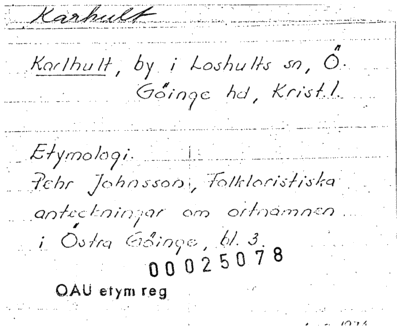 Karhult
Karlhult, by i Loshults sn, Ö.
Göinge hd, Krist. l.
Etymologi.
Pehr Johnsson, Folkloristiska
anteckningar om ortnamnen
i Östra Göinge, bl. 3.
00025078
OAU etym reg